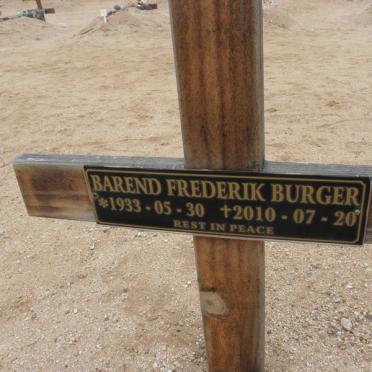 BAREND FREDERIK BURGER
*1933 - 05 - 30 +2010 - 07 - 20
REST IN PEACE